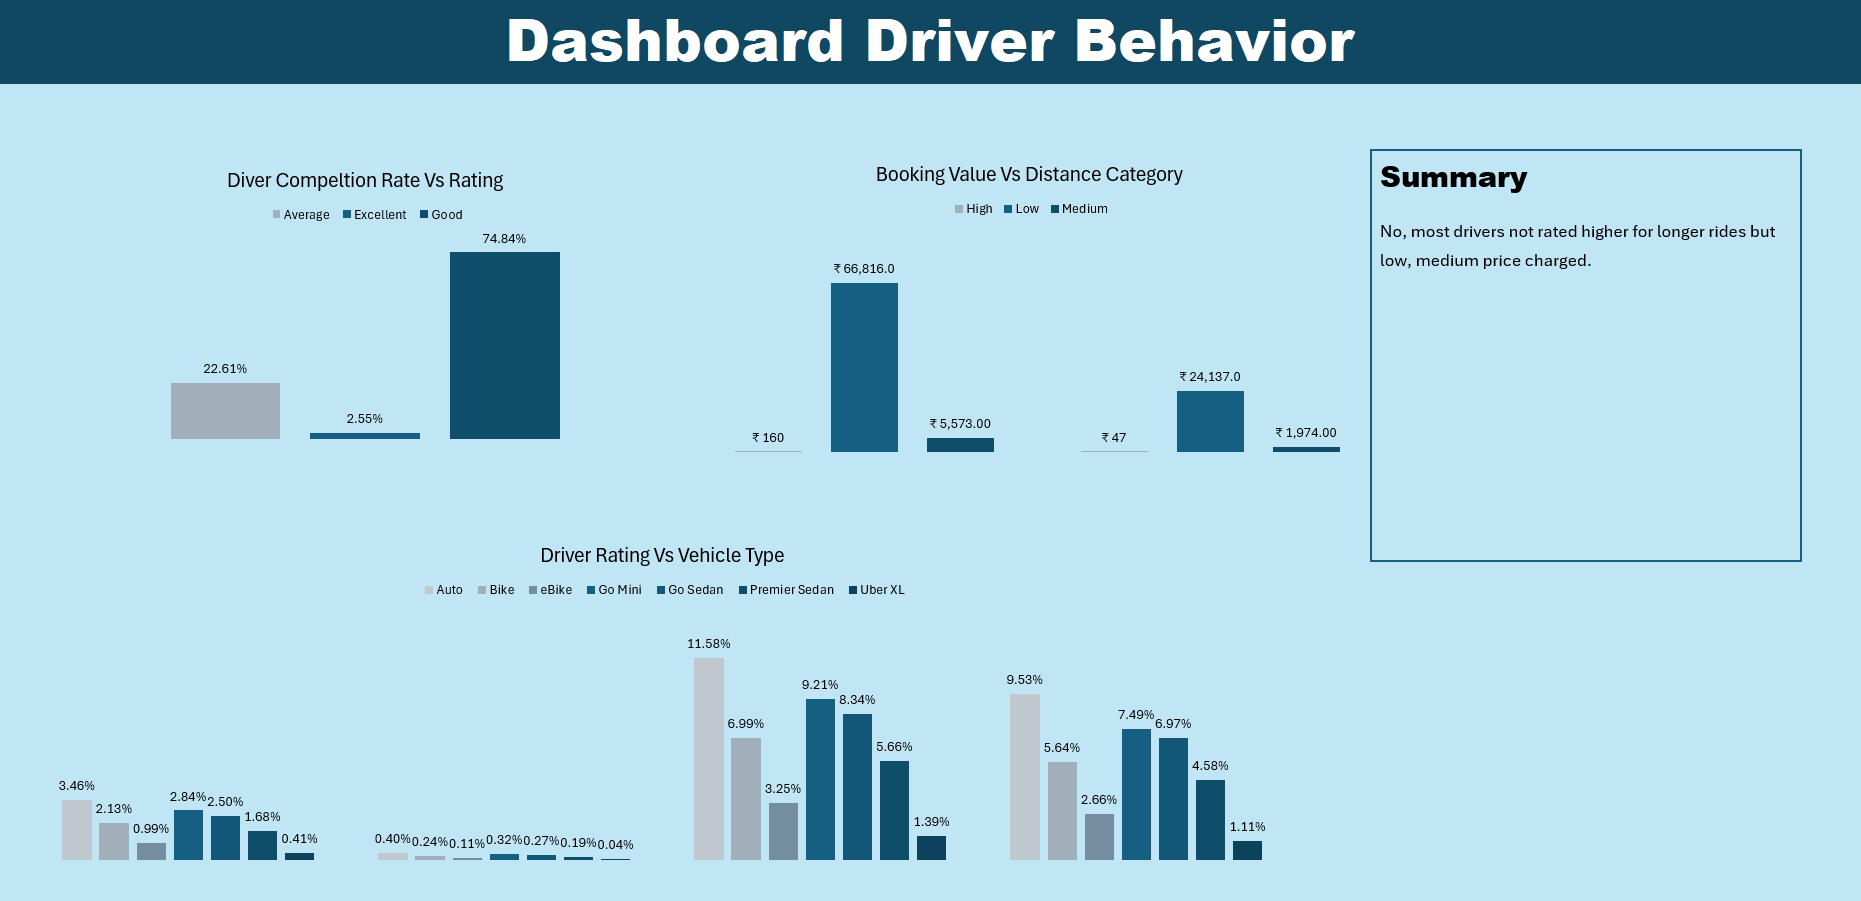 Dashboard Driver Behavior
Diver Compeltion Rate Vs Rating
Average Excellent Good
74.84%
22.61%
2.55%
Booking Value Vs Distance Category
High Low Medium
₹ 66,816.0
₹ 24,137.0
₹ 5,573.00
₹ 1,974.00
₹ 160
₹ 47
Summary
No, most drivers not rated higher for longer rides but
low, medium price charged.
Driver Rating Vs Vehicle Type
Auto Bike eBike Go Mini Go Sedan Premier Sedan Uber XL
3.46% 2.13% 0.99% 2.84% 2.50% 1.68% 0.41%
0.40% 0.24% 0.11% 0.32% 0.27% 0.19% 0.04%
11.58% 6.99% 3.25% 9.21% 8.34% 5.66% 1.39%
9.53% 5.64% 2.66% 7.49% 6.97% 4.58% 1.11%